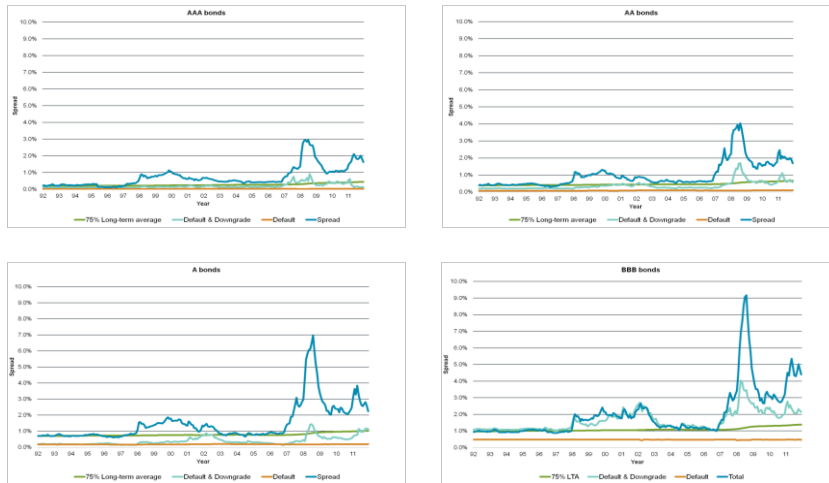 AAA bonds
10.0%
9.0%
8.0%
7.0%
6.0%
5.0%
4.0%
3.0%
2.0%
1.0%
0.0%
Spread
92 93 94 95 96 97 98 99 00 01 02 03 04 05 06 07 08 09 10 11
Year
75% Long-term average Default & Downgrade Default Spread
AA bonds
10.0%
9.0%
8.0%
7.0%
6.0%
5.0%
4.0%
3.0%
2.0%
1.0%
0.0%
Spread
92 93 94 95 96 97 98 99 00 01 02 03 04 05 06 07 08 09 10 11
Year
75% Long-term average Default & Downgrade Default Spread
A bonds
10.0%
9.0%
8.0%
7.0%
6.0%
5.0%
4.0%
3.0%
2.0%
1.0%
0.0%
Spread
92 93 94 95 96 97 98 99 00 01 02 03 04 05 06 07 08 09 10 11
Year
75% Long-term average Default & Downgrade Default Spread
BBB bonds
10.0%
9.0%
8.0%
7.0%
6.0%
5.0%
4.0%
3.0%
2.0%
1.0%
0.0%
Spread
92 93 94 95 96 97 98 99 00 01 02 03 04 05 06 07 08 09 10 11
Year
75% LTA Default & Downgrade Default Total